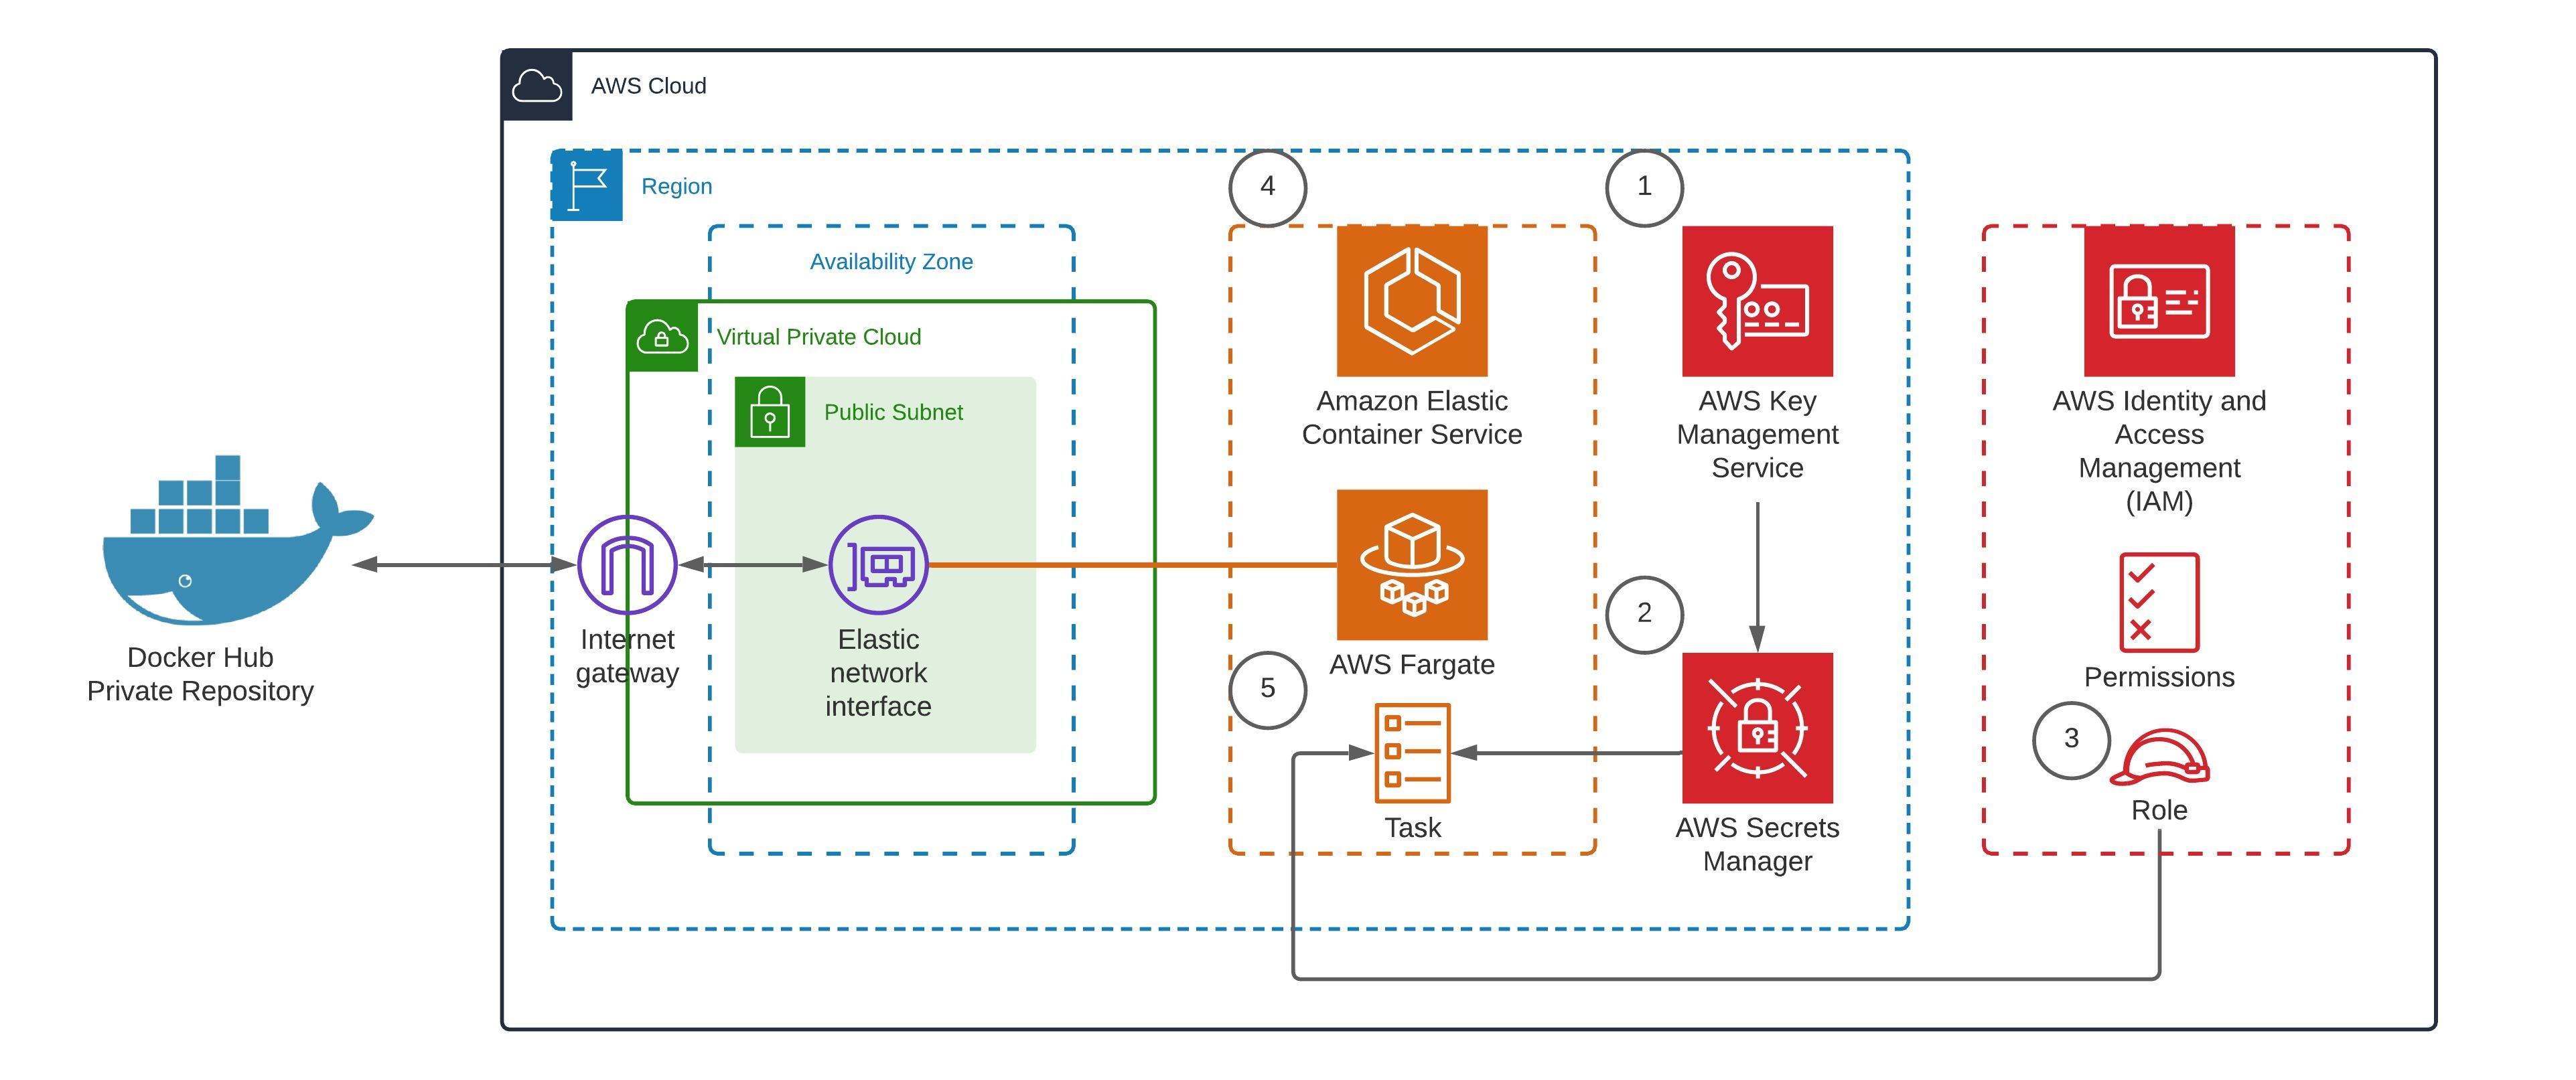 AWS Cloud
Region
4
1
Availability Zone
Virtual Private Cloud
Public Subnet
Amazon Elastic
Container Service
AWS Key
Management
Service
AWS Identity and
Access
Management
(IAM)
Docker Hub
Private Repository
Internet
gateway
Elastic
network
interface
AWS Fargate
2
5
Task
AWS Secrets
Manager
Permissions
3
Role